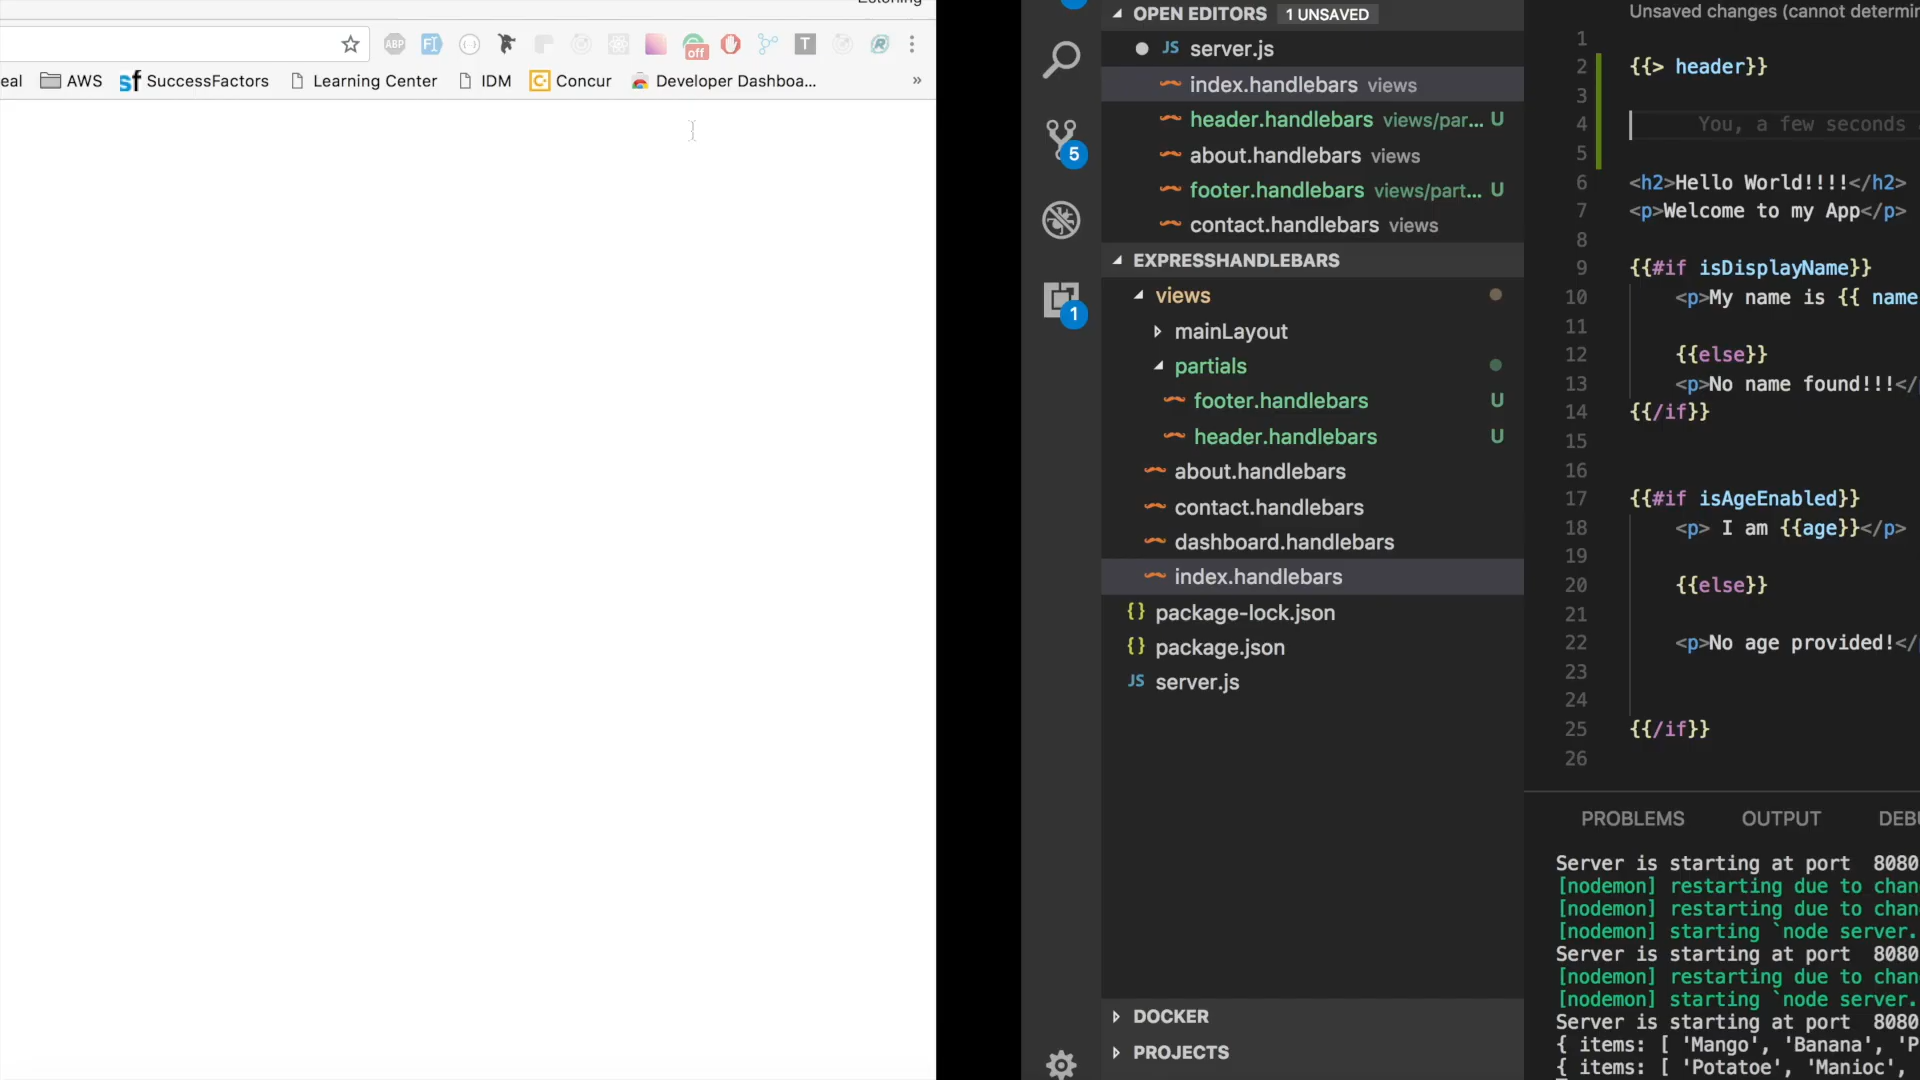 ABP
FI
off
T
eal
AWS
SuccessFactors
Learning Center
IDM
Concur
Developer Dashboa...
»
5
1
OPEN EDITORS 1 UNSAVED
JS server.js
index.handlebars views
header.handlebars views/par... U
about.handlebars views
footer.handlebars views/part... U
contact.handlebars views
EXPRESSHANDLEBARS
views
mainLayout
partials
footer.handlebars U
header.handlebars U
about.handlebars
contact.handlebars
dashboard.handlebars
index.handlebars
{} package-lock.json
{} package.json
JS server.js
DOCKER
PROJECTS
Unsaved changes (cannot determin
1
2 {{> header}}
3
4 You, a few seconds
5
6 <h2>Hello World!!!!</h2>
7 <p>Welcome to my App</p>
8
9 {{#if isDisplayName}}
10 <p>My name is {{ name
11
12 {{else}}
13 <p>No name found!!!</
14 {{/if}}
15
16
17 {{#if isAgeEnabled}}
18 <p> I am {{age}}</p>
19
20 {{else}}
21
22 <p>No age provided!</
23
24
25 {{/if}}
26
PROBLEMS OUTPUT DEBU
Server is starting at port 8080
[nodemon] restarting due to chan
[nodemon] restarting due to chan
[nodemon] starting `node server.
Server is starting at port 8080
[nodemon] restarting due to chan
[nodemon] starting `node server.
Server is starting at port 8080
{ items: [ 'Mango', 'Banana', 'P
{ items: [ 'Potatoe', 'Manioc',